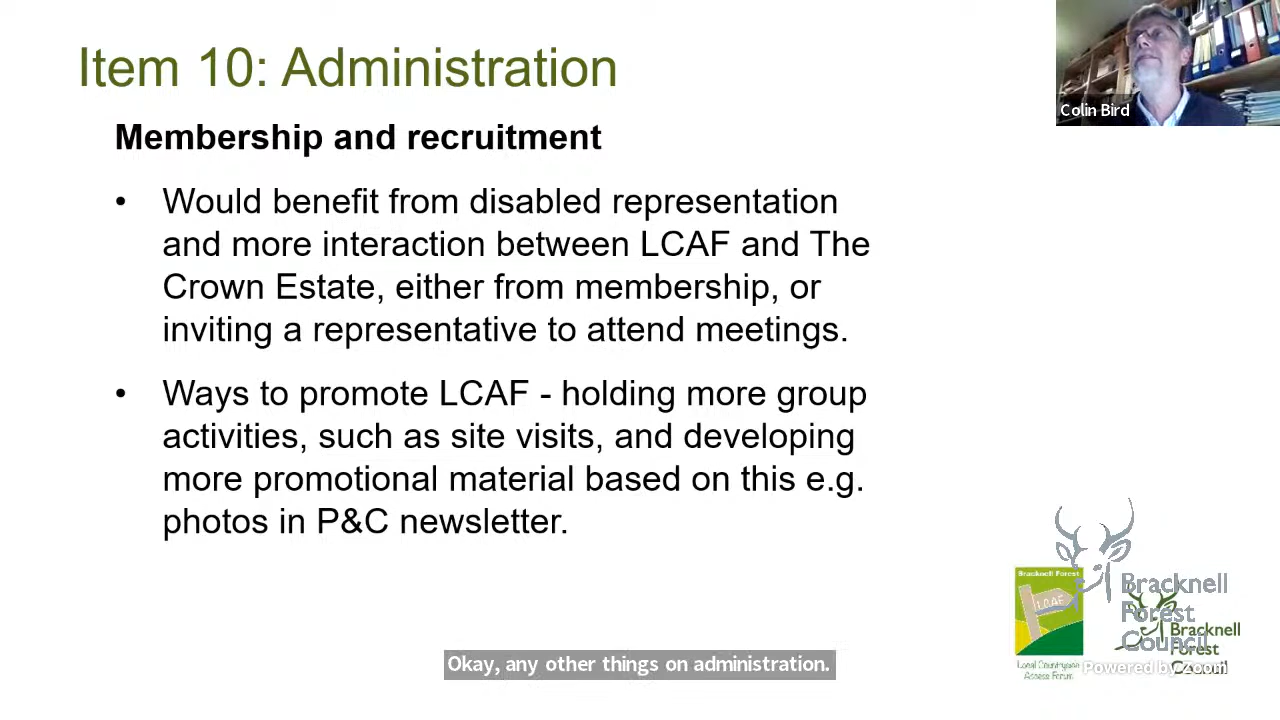 Item 10: Administration
Colin Bird
Membership and recruitment
• Would benefit from disabled representation
and more interaction between LCAF and The
Crown Estate, either from membership, or
inviting a representative to attend meetings.
• Ways to promote LCAF - holding more group
activities, such as site visits, and developing
more promotional material based on this e.g.
photos in P&C newsletter.
Bracknell Forest
LCAF
Local Countryside
Access Forum
Bracknell
Forest
Council
Bracknell
Forest
Council
Powered by zoom
Okay, any other things on administration.